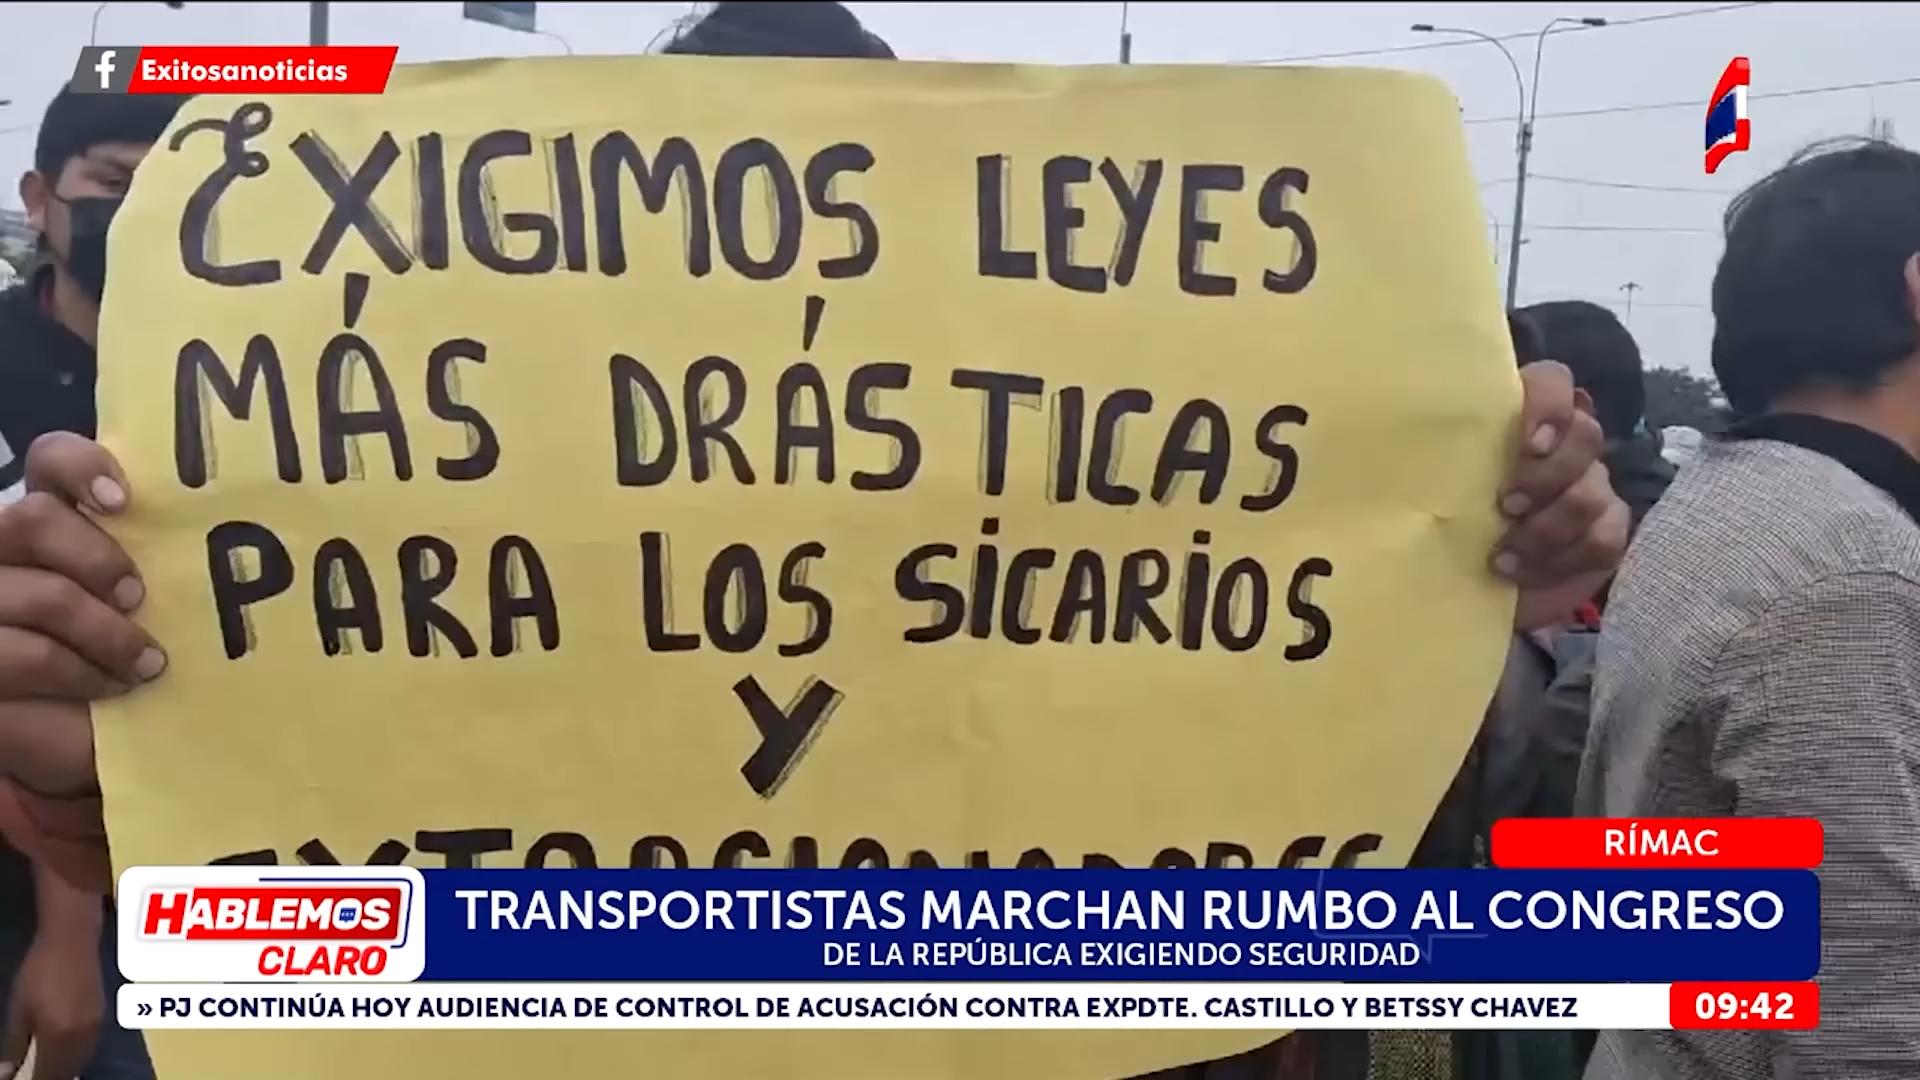 Exitosanoticias
EXIGIMOS LEYES
MÁS DRÁSTICAS
PARA LOS SICARIOS
Y
EXTORSIONADORES
RÍMAC
HABLEMOS
CLARO
TRANSPORTISTAS MARCHAN RUMBO AL CONGRESO
DE LA REPÚBLICA EXIGIENDO SEGURIDAD
» PJ CONTINÚA HOY AUDIENCIA DE CONTROL DE ACUSACIÓN CONTRA EXPDTE. CASTILLO Y BETSSY CHAVEZ
09:42